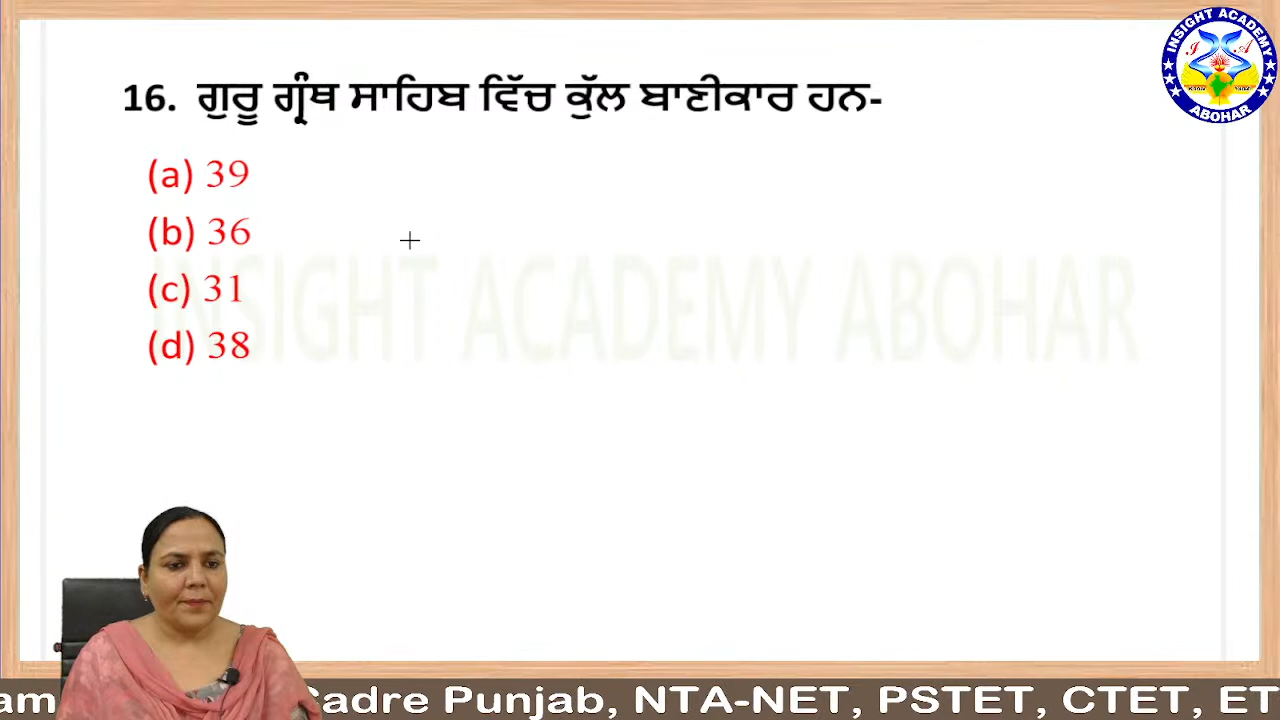 INSIGHT ACADEMY
I A
ABOHAR
16. ਗੁਰੂ ਗ੍ਰੰਥ ਸਾਹਿਬ ਵਿੱਚ ਕੁੱਲ ਬਾਣੀਕਾਰ ਹਨ-
(a) 39
(b) 36
(c) 31
(d) 38
INSIGHT ACADEMY ABOHAR
am Cadre Punjab, NTA-NET, PSTET, CTET, ET